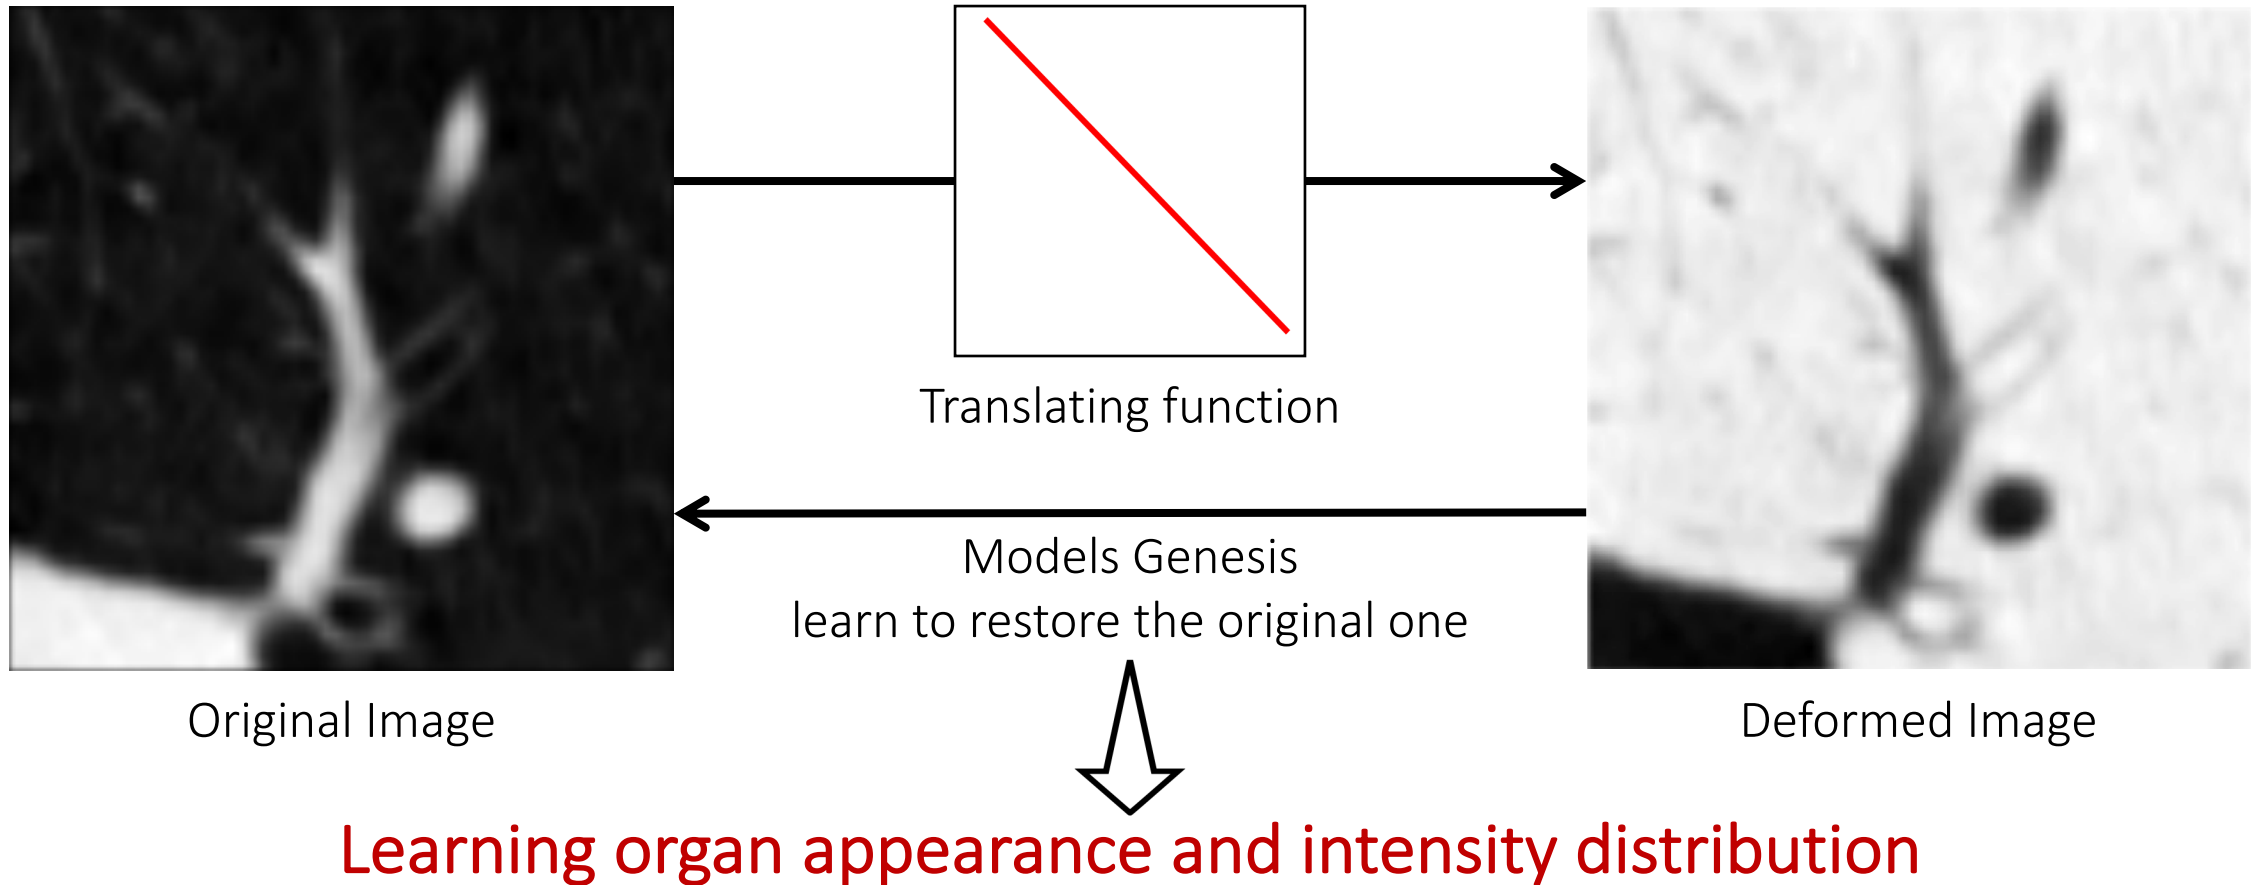 Translating function
Models Genesis
learn to restore the original one
Original Image
Deformed Image
Learning organ appearance and intensity distribution